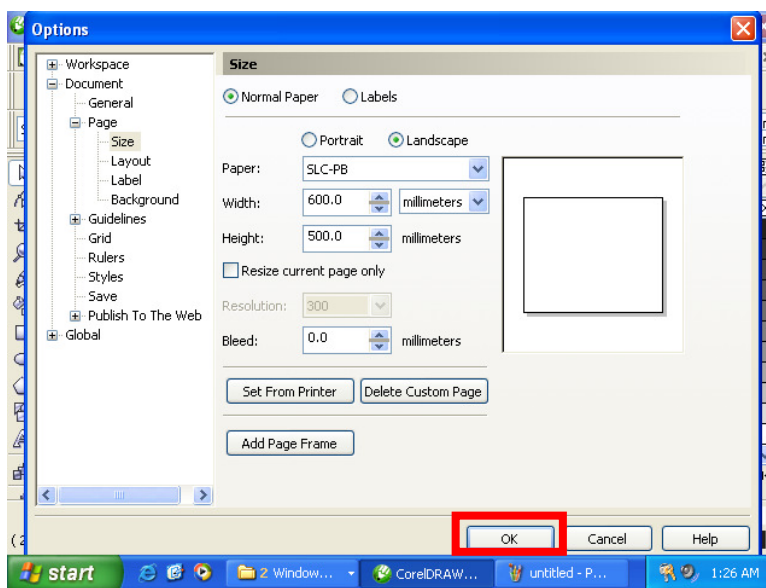 Options
Workspace
Document
General
Page
Size
Layout
Label
Background
Guidelines
Grid
Rulers
Styles
Save
Publish To The Web
Global
Size
Normal Paper Labels
Portrait Landscape
Paper: SLC-PB
Width: 600.0 millimeters
Height: 500.0 millimeters
Resize current page only
Resolution: 300
Bleed: 0.0 millimeters
Set From Printer Delete Custom Page
Add Page Frame
OK Cancel Help
start 2 Window... CorelDRAW... untitled - P... 1:26 AM